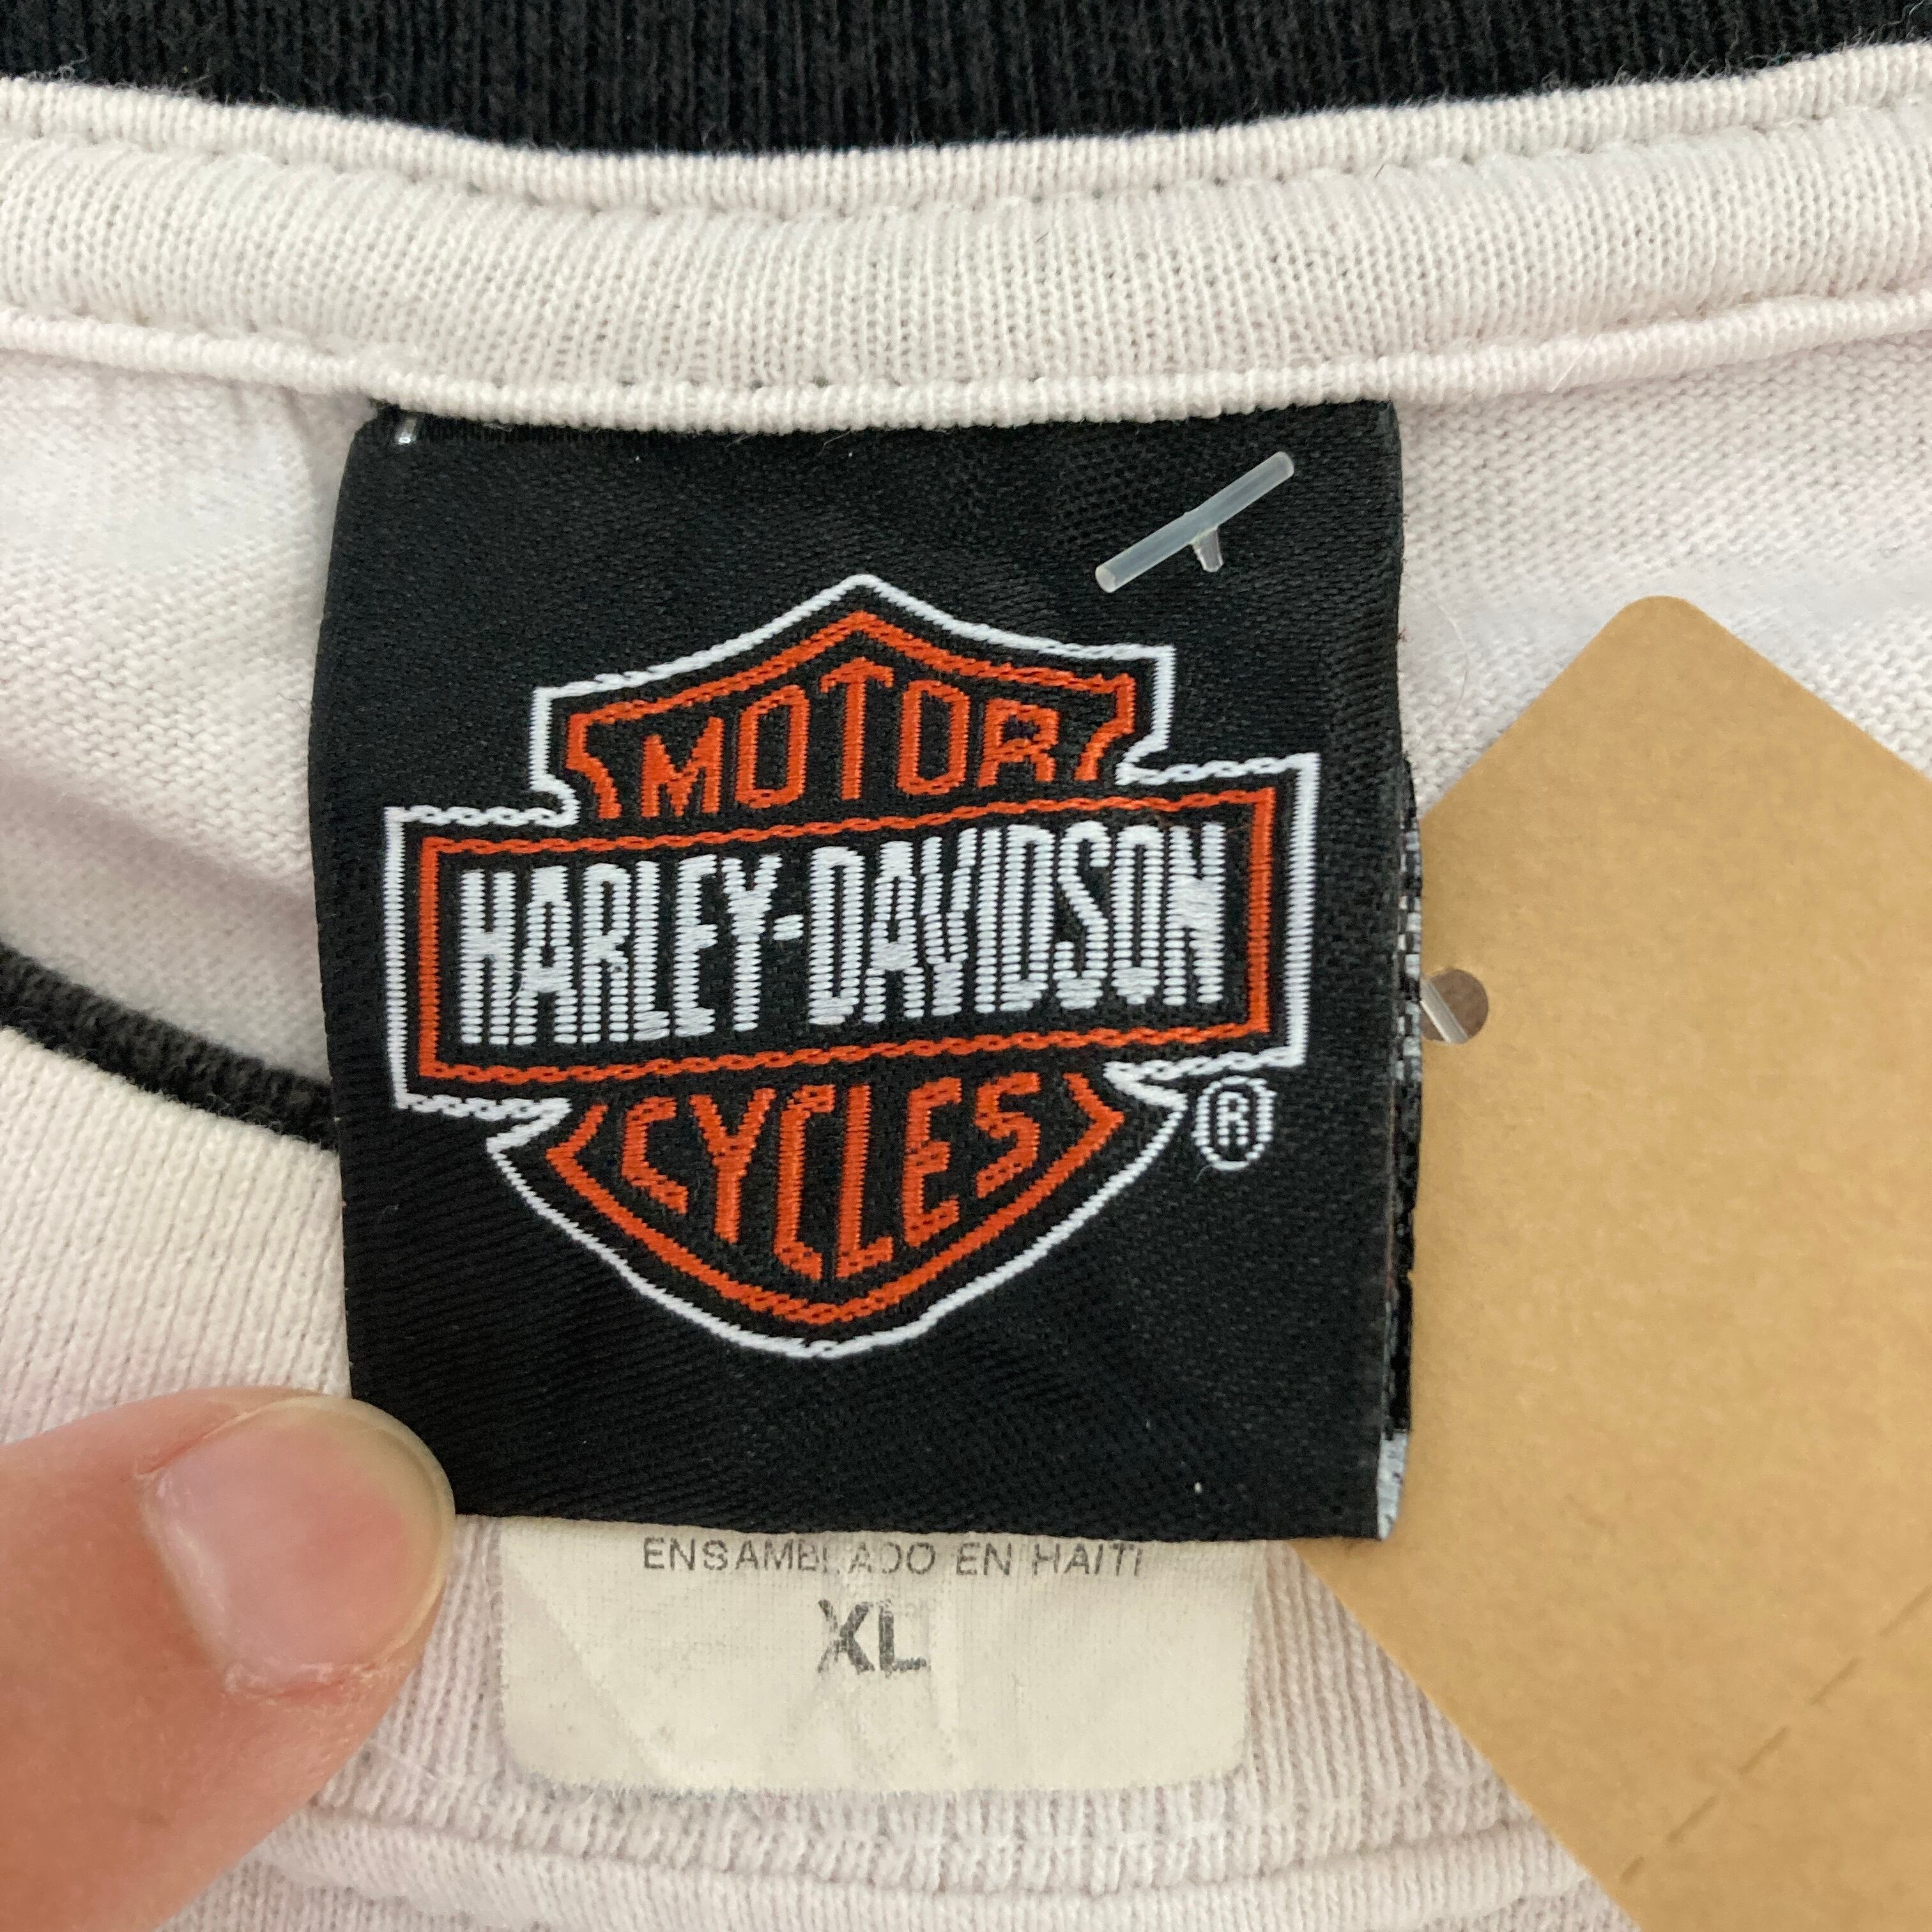 MOTOR
HARLEY-DAVIDSON
CYCLES
®
ENSAMBLADO EN HAITI
XL